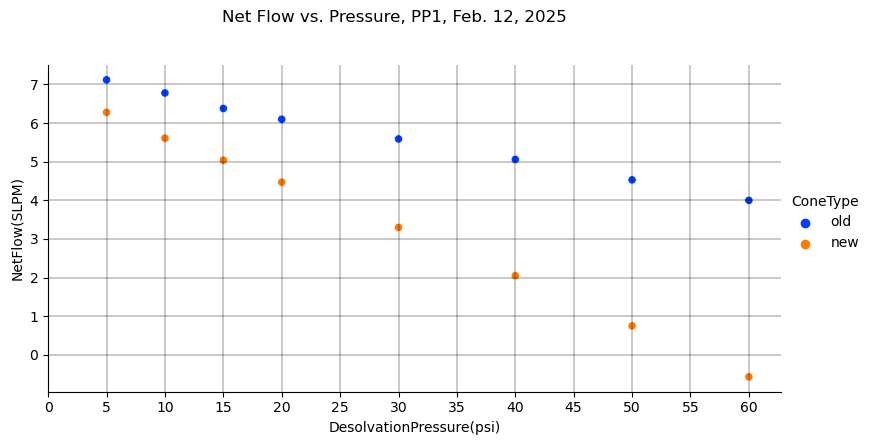 Net Flow vs. Pressure, PP1, Feb. 12, 2025
7
6
5
4
3
2
1
0
NetFlow(SLPM)
0 5 10 15 20 25 30 35 40 45 50 55 60
DesolvationPressure(psi)
ConeType
old
new